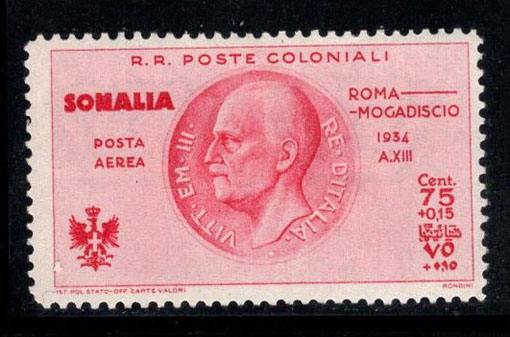 R.R. POSTE COLONIALI
SOMALIA
POSTA
AEREA
VITT·EM·III· RE·D'ITALIA·
ROMA
-MOGADISCIO
1934
A.XIII
Cent.
75
+0,15
٧٥
IST. POL. STATO-OFF. CARTE VALORI
RONDINI